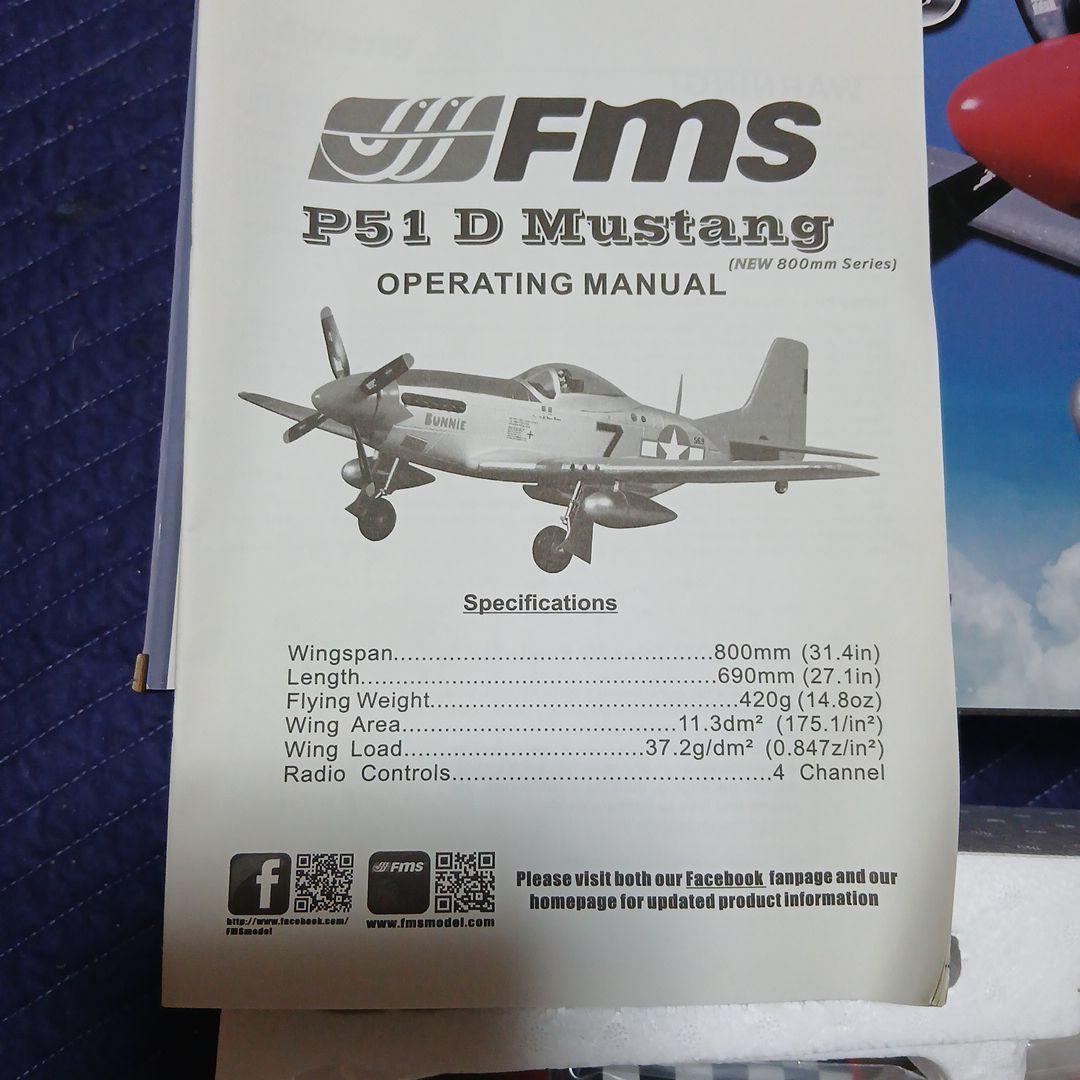 FMS
P51 D Mustang
(NEW 800mm Series)
OPERATING MANUAL
BUNNIE
7
569
Specifications
Wingspan..............................................800mm (31.4in)
Length....................................................690mm (27.1in)
Flying Weight.............................................420g (14.8oz)
Wing Area........................................11.3dm² (175.1/in²)
Wing Load...................................37.2g/dm² (0.847z/in²)
Radio Controls..............................................4 Channel
f
FMS
http://www.facebook.com/
FMSmodel
www.fmsmodel.com
Please visit both our Facebook fanpage and our
homepage for updated product information